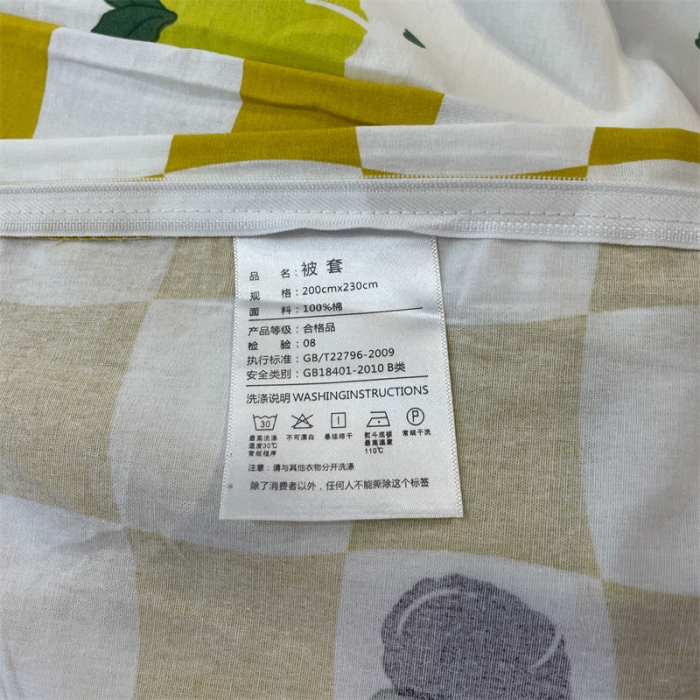 品 名：被 套
规 格：200cmx230cm
面 料：100%棉
产品等级：合格品
检 验：08
执行标准：GB/T22796-2009
安全类别：GB18401-2010 B类
洗涤说明 WASHINGINSTRUCTIONS
30 P
最高洗涤 不可漂白 悬挂晾干 熨斗底板 常规干洗
温度30℃ 最高温度
常规程序 110℃
注意：请与其他衣物分开洗涤
除了消费者以外，任何人不能撕除这个标签